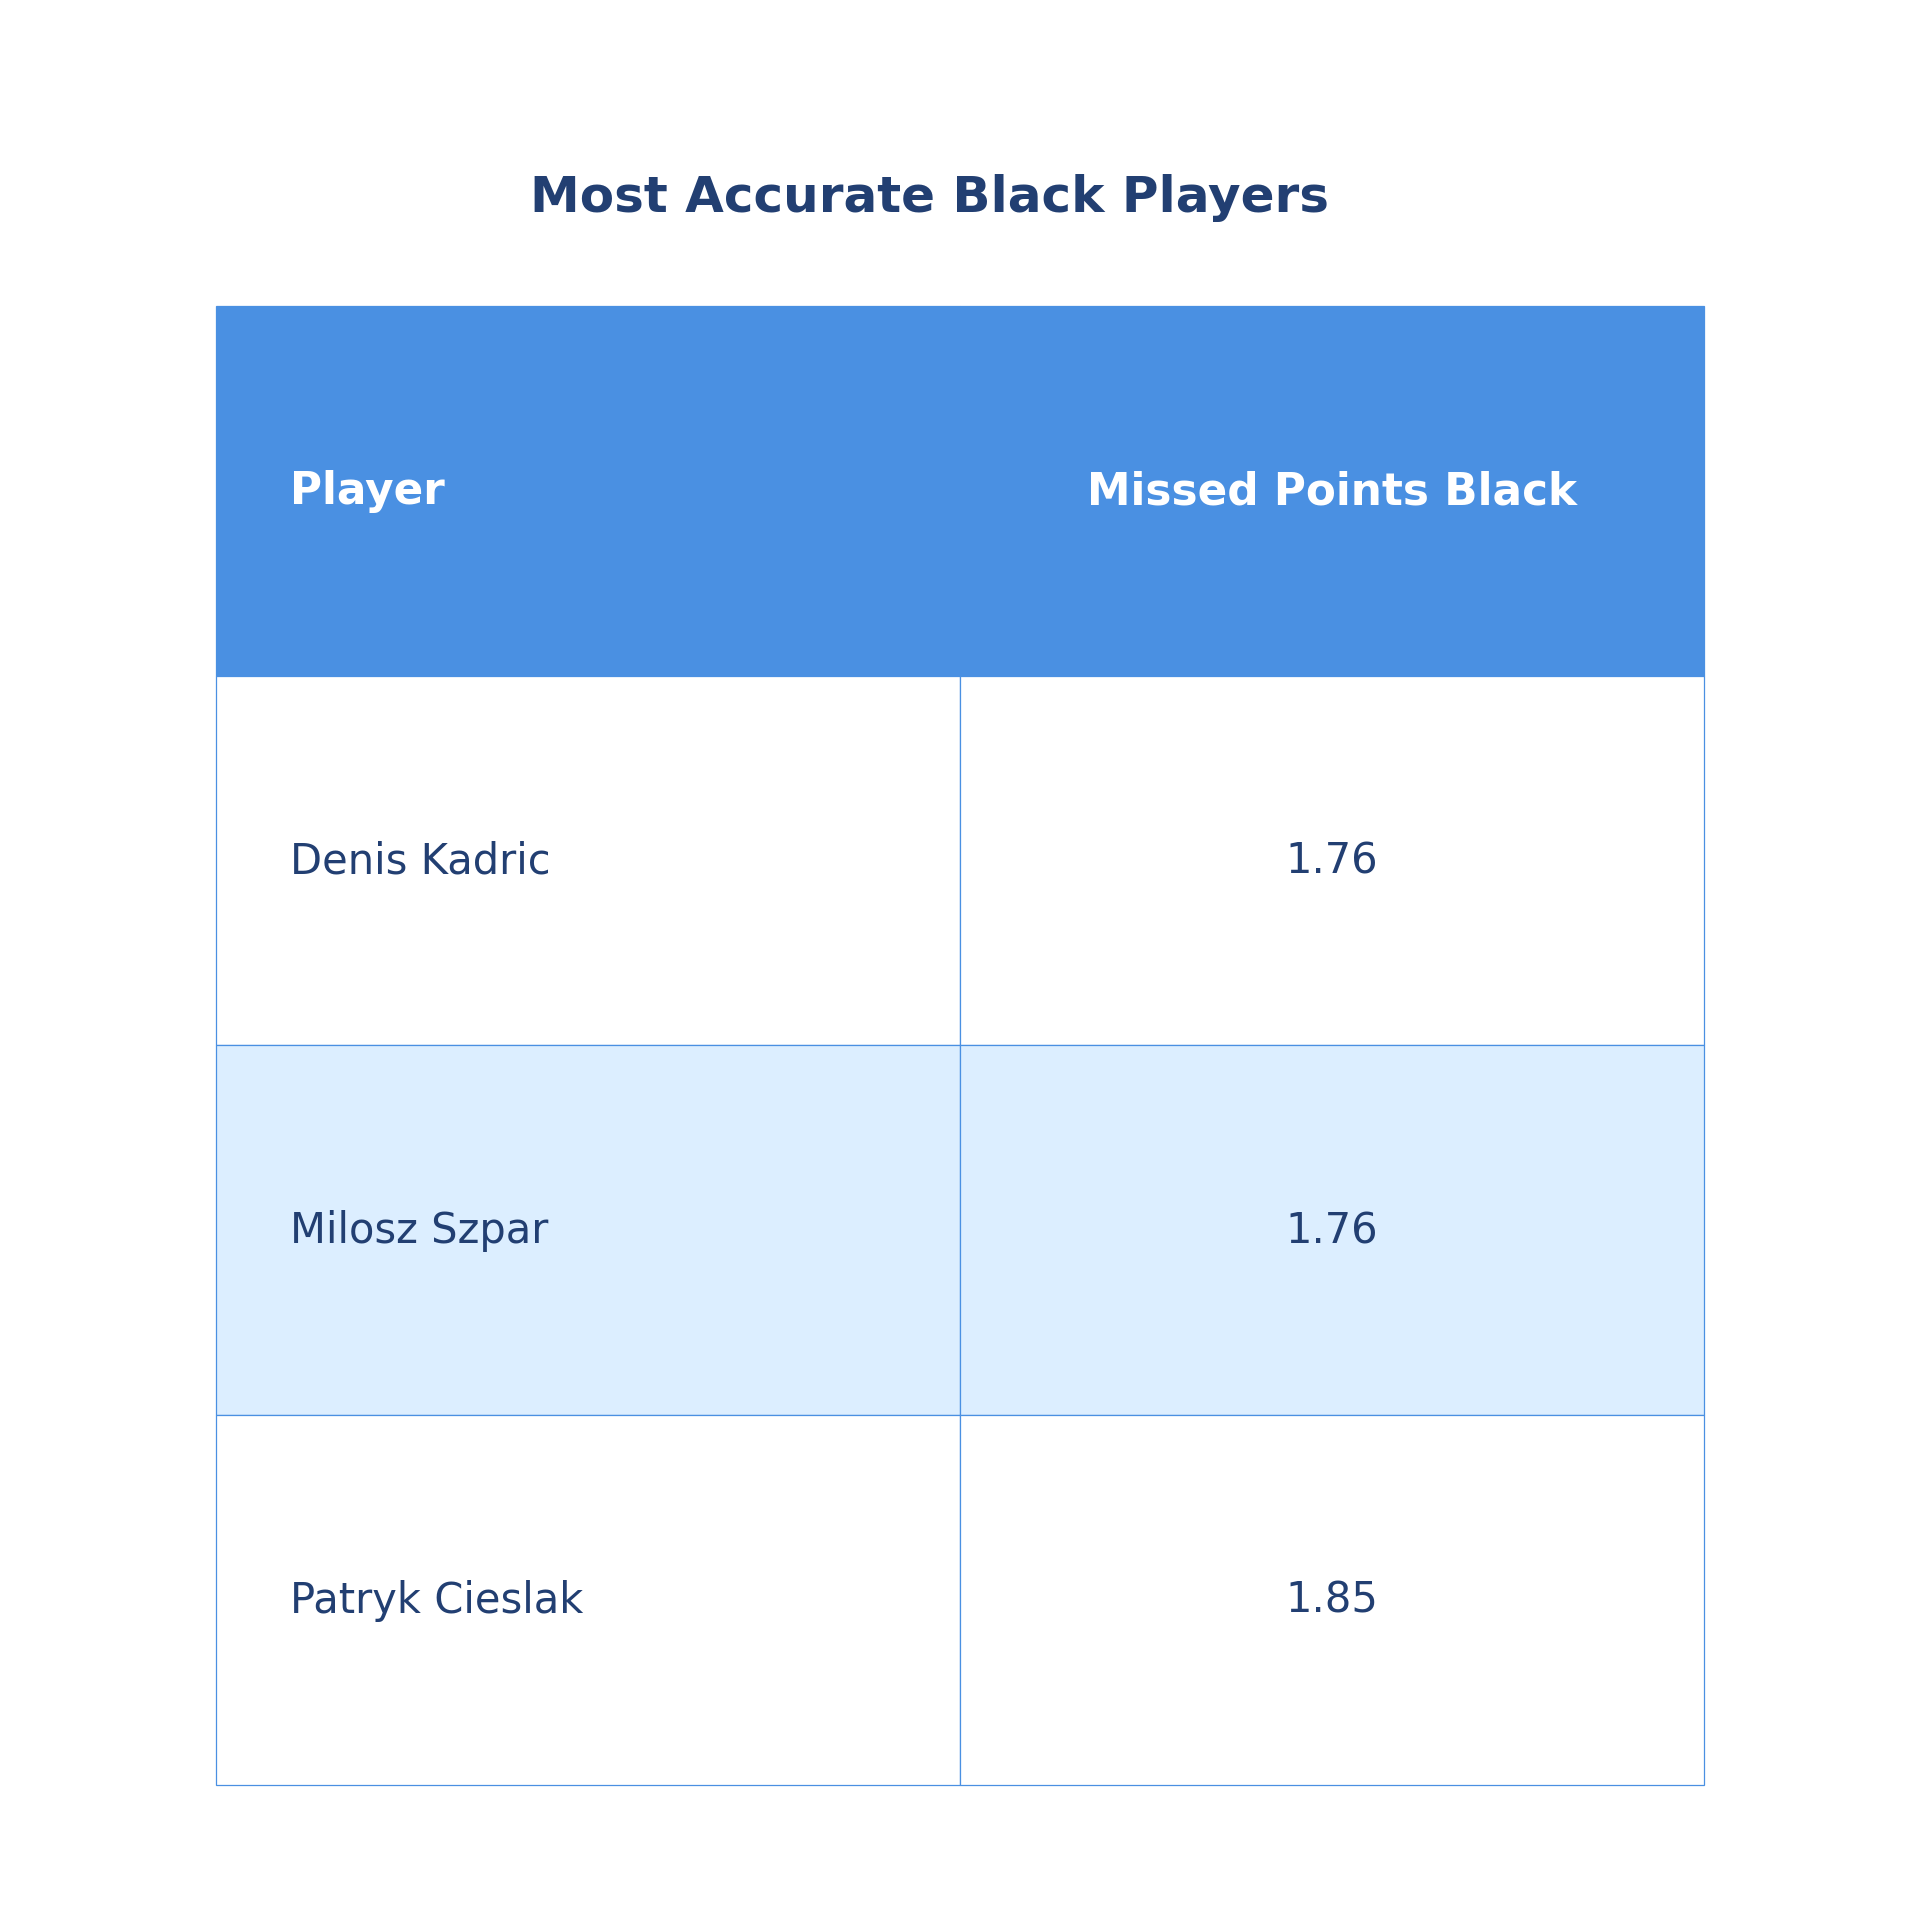 Most Accurate Black Players
Player Missed Points Black
Denis Kadric 1.76
Milosz Szpar 1.76
Patryk Cieslak 1.85